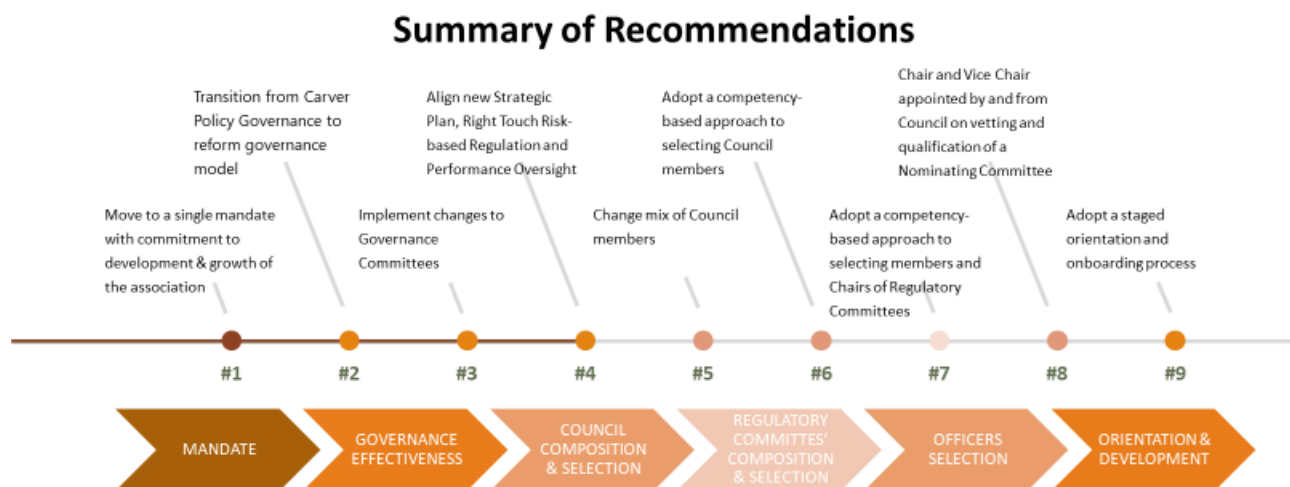 Summary of Recommendations
Move to a single mandate
with commitment to
development & growth of
the association
Transition from Carver
Policy Governance to
reform governance
model
Implement changes to
Governance
Committees
Align new Strategic
Plan, Right Touch Risk-
based Regulation and
Performance Oversight
Change mix of Council
members
Adopt a competency-
based approach to
selecting Council
members
Adopt a competency-
based approach to
selecting members and
Chairs of Regulatory
Committees
Chair and Vice Chair
appointed by and from
Council on vetting and
qualification of a
Nominating Committee
Adopt a staged
orientation and
onboarding process
#1
#2
#3
#4
#5
#6
#7
#8
#9
MANDATE
GOVERNANCE
EFFECTIVENESS
COUNCIL
COMPOSITION
& SELECTION
REGULATORY
COMMITTES'
COMPOSITION
& SELECTION
OFFICERS
SELECTION
ORIENTATION &
DEVELOPMENT